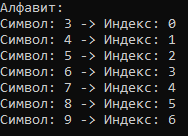 Алфавит:
Символ: 3 -> Индекс: 0
Символ: 4 -> Индекс: 1
Символ: 5 -> Индекс: 2
Символ: 6 -> Индекс: 3
Символ: 7 -> Индекс: 4
Символ: 8 -> Индекс: 5
Символ: 9 -> Индекс: 6